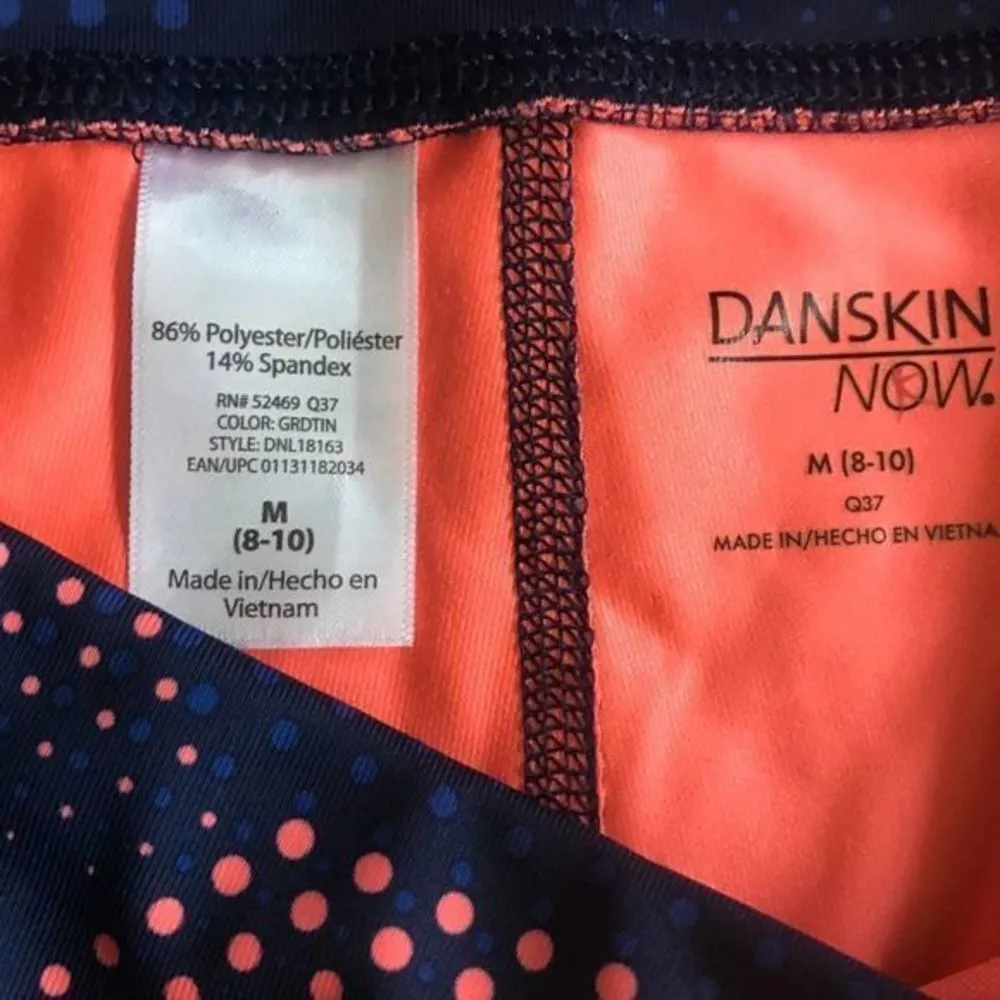 86% Polyester/Poliéster
14% Spandex
RN# 52469 Q37
COLOR: GRDTIN
STYLE: DNL18163
EAN/UPC 01131182034
M
(8-10)
Made in/Hecho en
Vietnam
DANSKIN
NOW.
M (8-10)
Q37
MADE IN/HECHO EN VIETNA